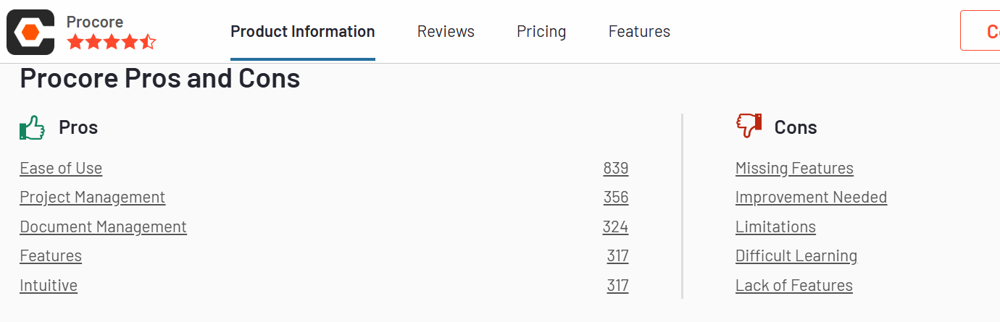 Procore
Product Information
Reviews
Pricing
Features
Procore Pros and Cons
Pros
Ease of Use 839
Project Management 356
Document Management 324
Features 317
Intuitive 317
Cons
Missing Features
Improvement Needed
Limitations
Difficult Learning
Lack of Features